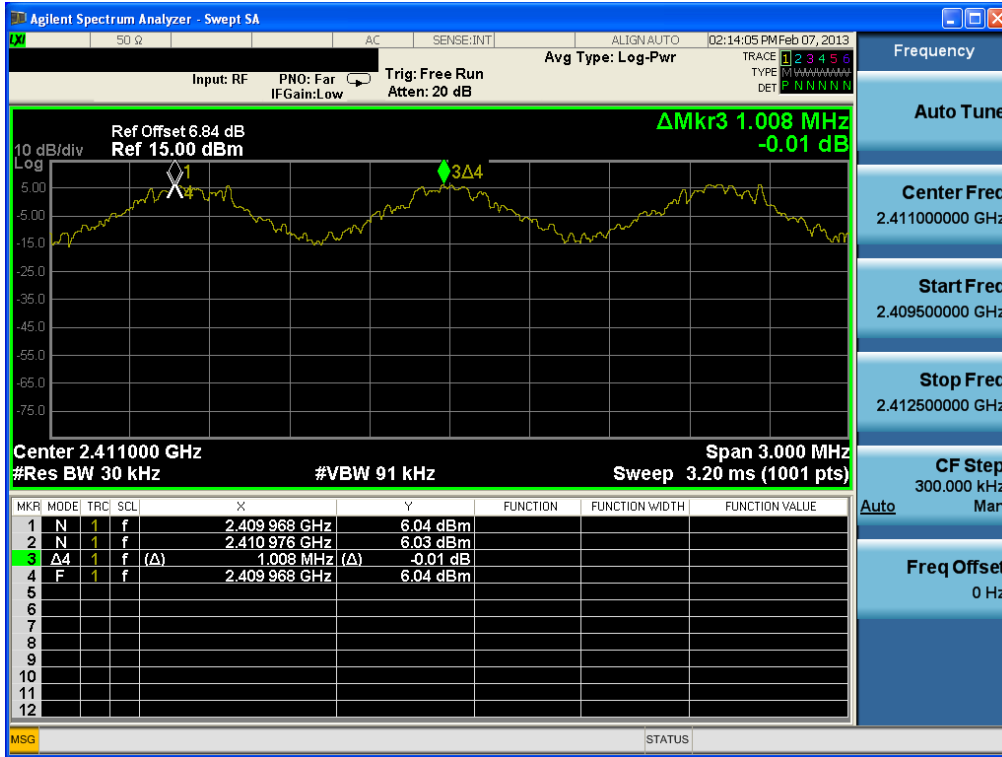 Agilent Spectrum Analyzer - Swept SA
LXI 50 Ω AC SENSE:INT ALIGN AUTO 02:14:05 PM Feb 07, 2013
Frequency
Avg Type: Log-Pwr
TRACE 1 2 3 4 5 6
Input: RF PNO: Far Trig: Free Run
TYPE M WWWWW
IFGain:Low Atten: 20 dB
DET P N N N N N
Auto Tune
ΔMkr3 1.008 MHz
Ref Offset 6.84 dB
10 dB/div Ref 15.00 dBm
-0.01 dB
Log
1
3Δ4
4
5.00
-5.00
-15.0
-25.0
-35.0
-45.0
-55.0
-65.0
-75.0
Center Freq
2.411000000 GHz
Start Freq
2.409500000 GHz
Stop Freq
2.412500000 GHz
Center 2.411000 GHz Span 3.000 MHz
#Res BW 30 kHz #VBW 91 kHz Sweep 3.20 ms (1001 pts)
CF Step
300.000 kHz
Auto Man
MKR MODE TRC SCL X Y FUNCTION FUNCTION WIDTH FUNCTION VALUE
1 N 1 f 2.409 968 GHz 6.04 dBm
2 N 1 f 2.410 976 GHz 6.03 dBm
3 Δ4 1 f (Δ) 1.008 MHz (Δ) -0.01 dB
4 F 1 f 2.409 968 GHz 6.04 dBm
5
6
7
8
9
10
11
12
Freq Offset
0 Hz
MSG STATUS